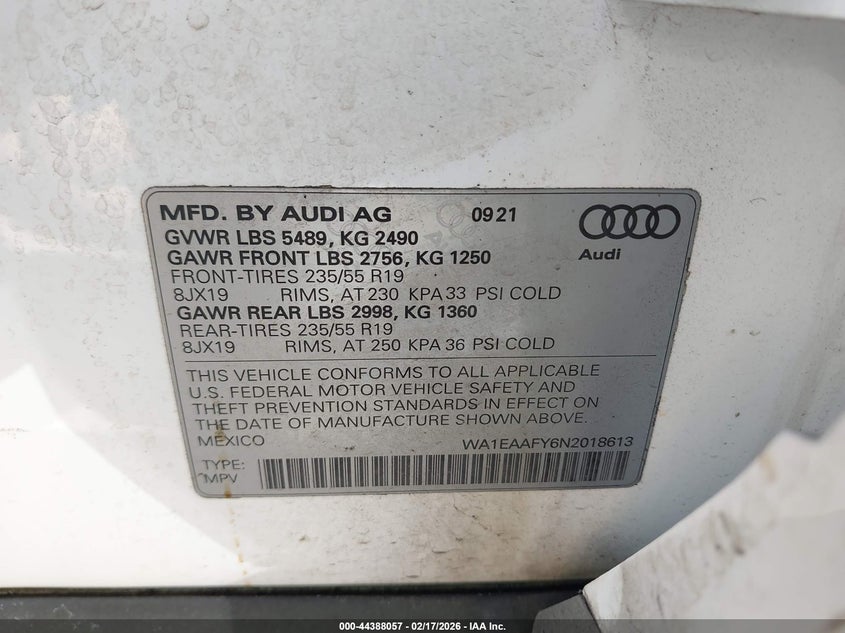 MFD. BY AUDI AG 0921
Audi
GVWR LBS 5489, KG 2490
GAWR FRONT LBS 2756, KG 1250
FRONT-TIRES 235/55 R19
8JX19 RIMS, AT 230 KPA 33 PSI COLD
GAWR REAR LBS 2998, KG 1360
REAR-TIRES 235/55 R19
8JX19 RIMS, AT 250 KPA 36 PSI COLD
THIS VEHICLE CONFORMS TO ALL APPLICABLE
U.S. FEDERAL MOTOR VEHICLE SAFETY AND
THEFT PREVENTION STANDARDS IN EFFECT ON
THE DATE OF MANUFACTURE SHOWN ABOVE.
MEXICO WA1EAAFY6N2018613
TYPE:
MPV
000-44388057 - 02/17/2026 - IAA Inc.